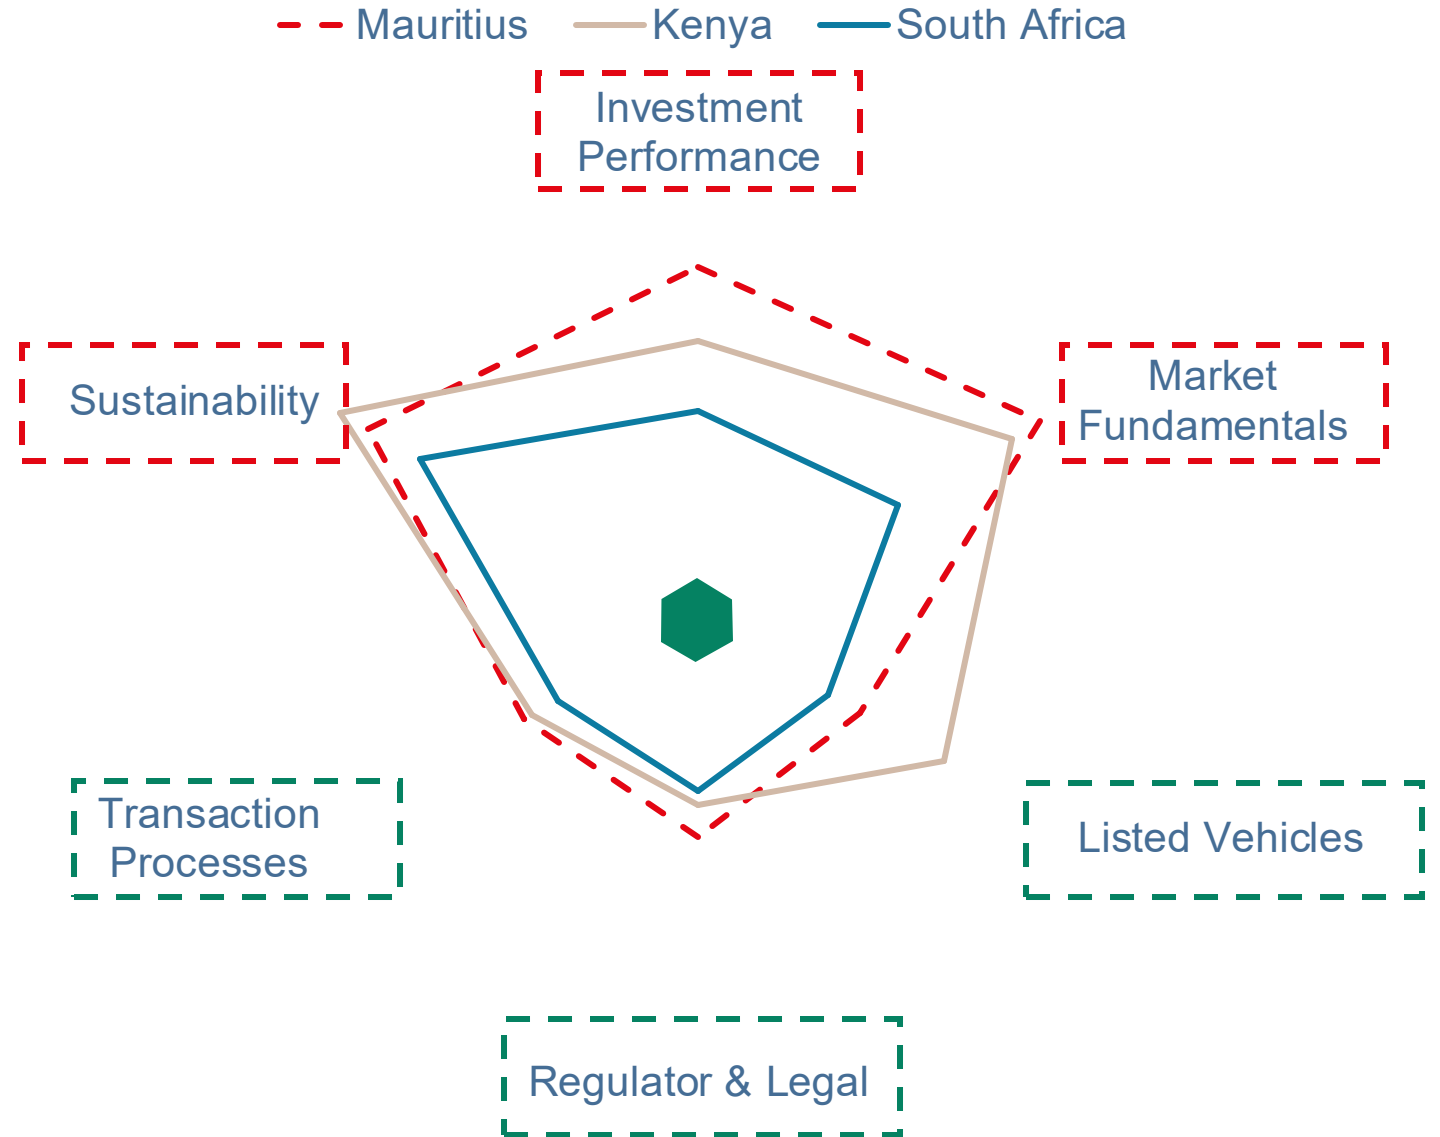 Mauritius Kenya South Africa
Investment
Performance
Sustainability
Market
Fundamentals
Transaction
Processes
Listed Vehicles
Regulator & Legal